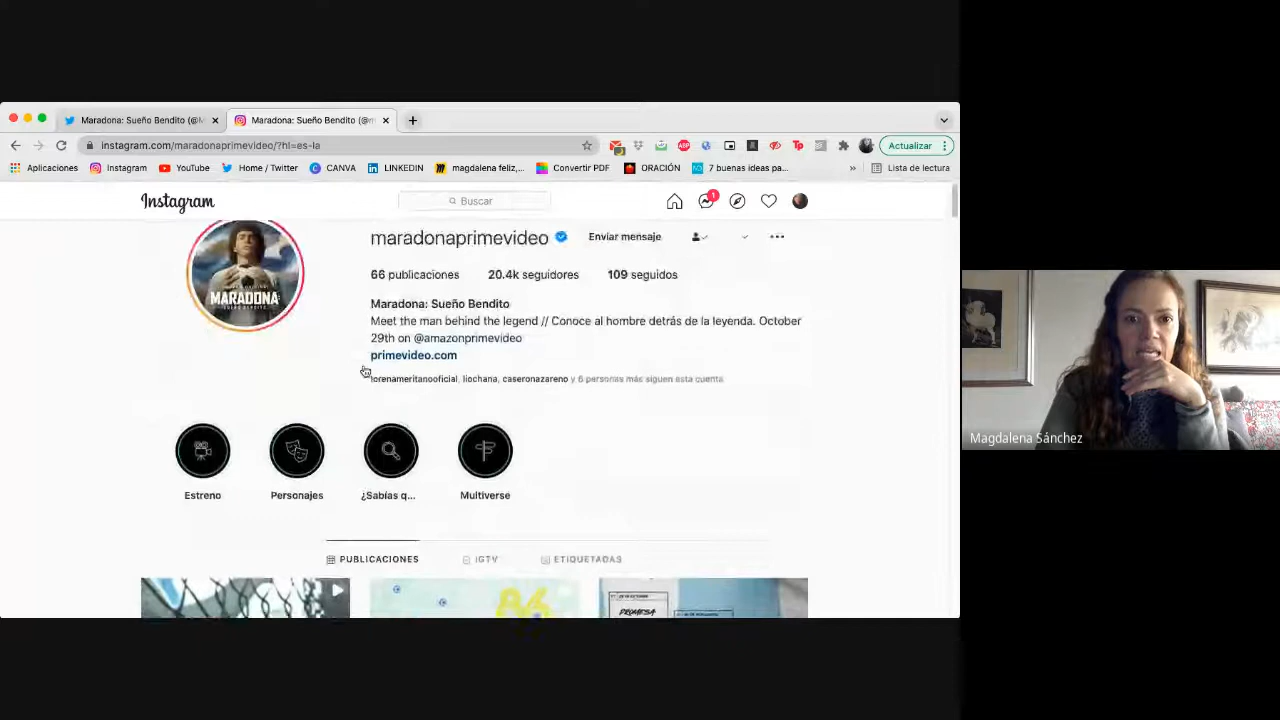 Maradona: Sueño Bendito (@M
Maradona: Sueño Bendito (@m
instagram.com/maradonaprimevideo/?hl=es-la
Actualizar
Aplicaciones
Instagram
YouTube
Home / Twitter
CANVA
LINKEDIN
magdalena feliz,...
Convertir PDF
ORACIÓN
7 buenas ideas pa...
Lista de lectura
Instagram
Buscar
1
maradonaprimevideo
Enviar mensaje
66 publicaciones
20.4k seguidores
109 seguidos
MARADONA
Maradona: Sueño Bendito
Meet the man behind the legend // Conoce al hombre detrás de la leyenda. October
29th on @amazonprimevideo
primevideo.com
lorenameritanooficial, liochana, caseronazareno y 6 personas más siguen esta cuenta
Magdalena Sánchez
Estreno
Personajes
¿Sabías q...
Multiverse
PUBLICACIONES
IGTV
ETIQUETADAS
86
PROMESA